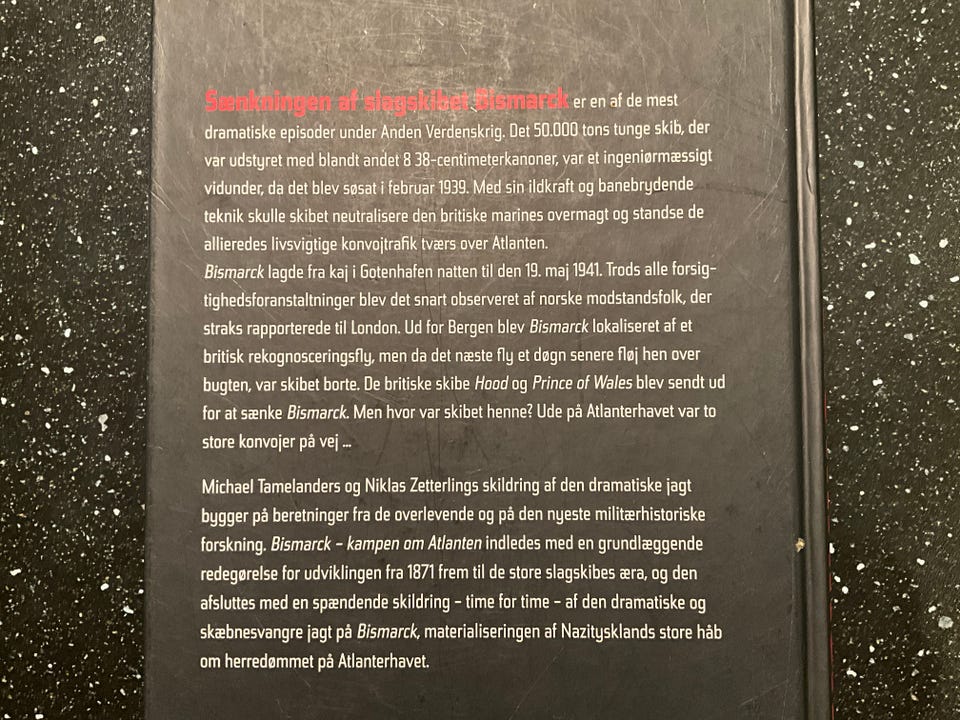 Sænkningen af slagskibet Bismarck er en af de mest
dramatiske episoder under Anden Verdenskrig. Det 50.000 tons tunge skib, der
var udstyret med blandt andet 8 38-centimeterkanoner, var et ingeniørmæssigt
vidunder, da det blev søsat i februar 1939. Med sin ildkraft og banebrydende
teknik skulle skibet neutralisere den britiske marines overmagt og standse de
allieredes livsvigtige konvojtrafik tværs over Atlanten.
Bismarck lagde fra kaj i Gotenhafen natten til den 19. maj 1941. Trods alle forsig-
tighedsforanstaltninger blev det snart observeret af norske modstandsfolk, der
straks rapporterede til London. Ud for Bergen blev Bismarck lokaliseret af et
britisk rekognosceringsfly, men da det næste fly et døgn senere fløj hen over
bugten, var skibet borte. De britiske skibe Hood og Prince of Wales blev sendt ud
for at sænke Bismarck. Men hvor var skibet henne? Ude på Atlanterhavet var to
store konvojer på vej ...
Michael Tamelanders og Niklas Zetterlings skildring af den dramatiske jagt
bygger på beretninger fra de overlevende og på den nyeste militærhistoriske
forskning. Bismarck – kampen om Atlanten indledes med en grundlæggende
redegørelse for udviklingen fra 1871 frem til de store slagskibes æra, og den
afsluttes med en spændende skildring – time for time – af den dramatiske og
skæbnesvangre jagt på Bismarck, materialiseringen af Nazitysklands store håb
om herredømmet på Atlanterhavet.